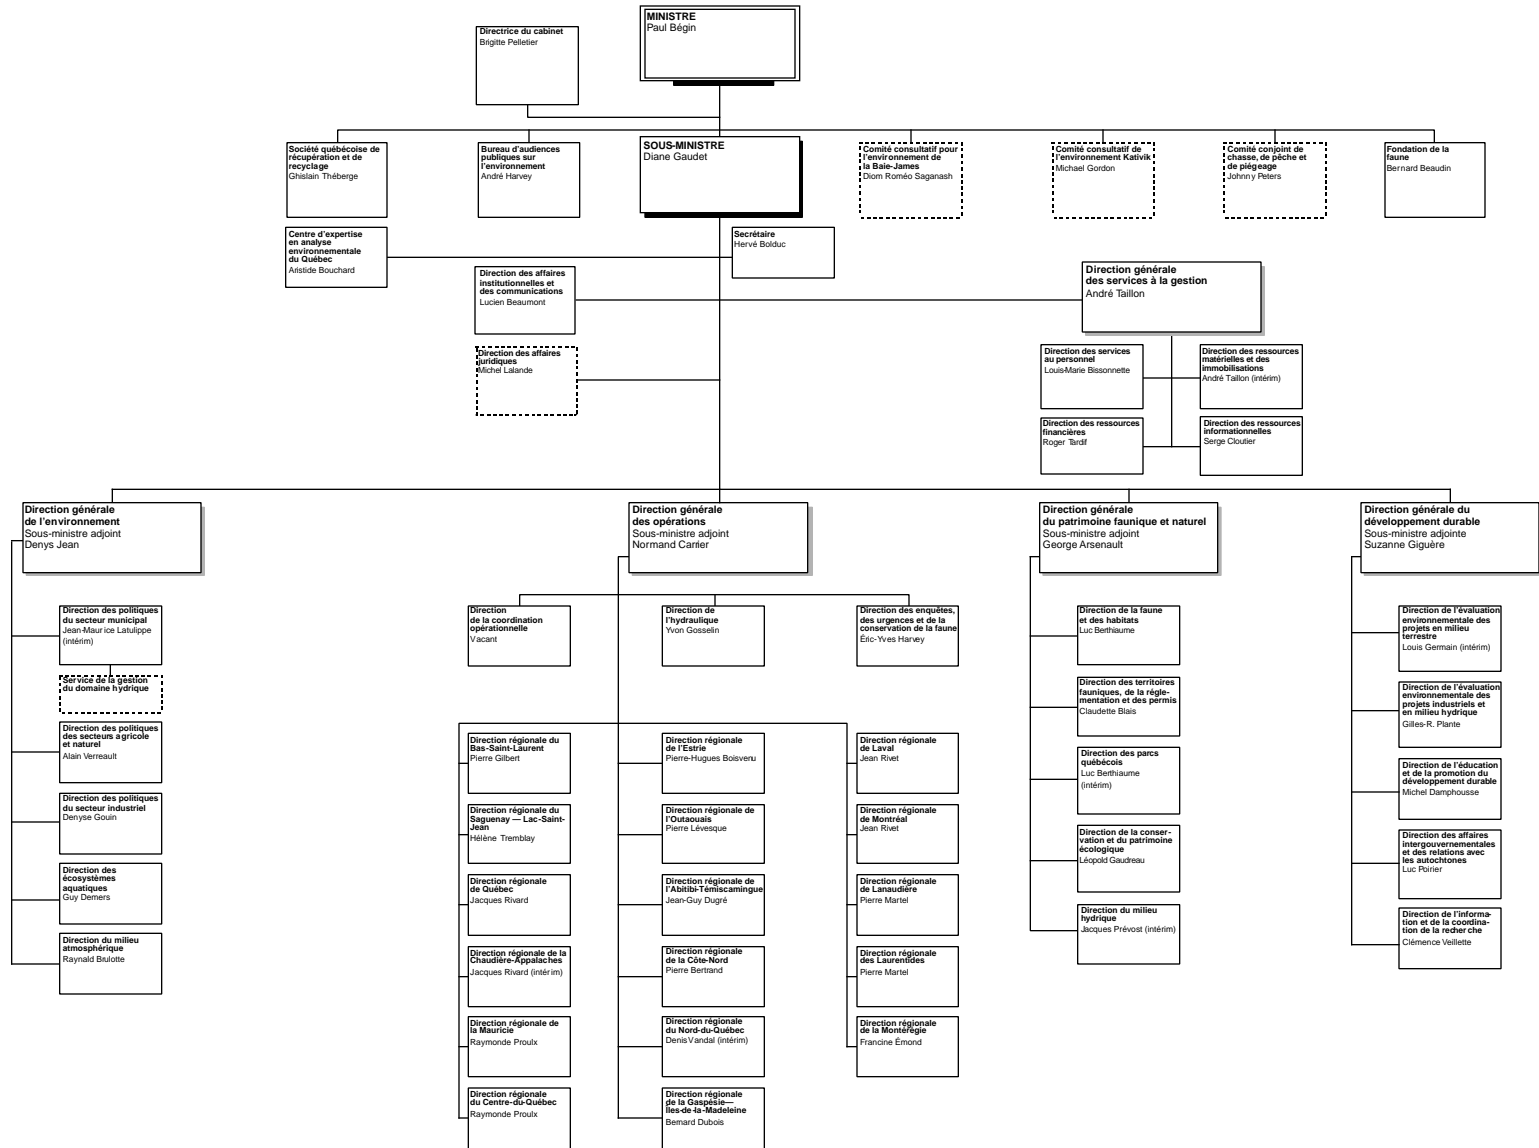 MINISTRE
Paul Bégin
Directrice du cabinet
Brigitte Pelletier
Société québécoise de
récupération et de
recyclage
Ghislain Théberge
Bureau d'audiences
publiques sur
l'environnement
André Harvey
SOUS-MINISTRE
Diane Gaudet
Comité consultatif pour
l'environnement de
la Baie-James
Diom Roméo Saganash
Comité consultatif de
l'environnement Kativik
Michael Gordon
Comité conjoint de
chasse, de pêche et
de piégeage
Johnny Peters
Fondation de la
faune
Bernard Beaudin
Centre d'expertise
en analyse
environnementale
du Québec
Aristide Bouchard
Secrétaire
Hervé Bolduc
Direction des affaires
institutionnelles et
des communications
Lucien Beaumont
Direction générale
des services à la gestion
André Taillon
Direction des affaires
juridiques
Michel Lalande
Direction des services
au personnel
Louis-Marie Bissonnette
Direction des ressources
matérielles et des
immobilisations
André Taillon (intérim)
Direction des ressources
financières
Roger Tardif
Direction des ressources
informationnelles
Serge Cloutier
Direction générale
de l'environnement
Sous-ministre adjoint
Denys Jean
Direction générale
des opérations
Sous-ministre adjoint
Normand Carrier
Direction générale
du patrimoine faunique et naturel
Sous-ministre adjoint
George Arsenault
Direction générale du
développement durable
Sous-ministre adjointe
Suzanne Giguère
Direction des politiques
du secteur municipal
Jean-Maurice Latulippe
(intérim)
Service de la gestion
du domaine hydrique
Direction des politiques
des secteurs agricole
et naturel
Alain Verreault
Direction des politiques
du secteur industriel
Denyse Gouin
Direction des
écosystèmes
aquatiques
Guy Demers
Direction du milieu
atmosphérique
Raynald Brulotte
Direction
de la coordination
opérationnelle
Vacant
Direction de
l'hydraulique
Yvon Gosselin
Direction des enquêtes,
des urgences et de la
conservation de la faune
Éric-Yves Harvey
Direction régionale du
Bas-Saint-Laurent
Pierre Gilbert
Direction régionale du
Saguenay — Lac-Saint-
Jean
Hélène Tremblay
Direction régionale
de Québec
Jacques Rivard
Direction régionale de la
Chaudière-Appalaches
Jacques Rivard (intérim)
Direction régionale de
la Mauricie
Raymonde Proulx
Direction régionale
du Centre-du-Québec
Raymonde Proulx
Direction régionale
de l'Estrie
Pierre-Hugues Boisvenu
Direction régionale de
l'Outaouais
Pierre Lévesque
Direction régionale de
l'Abitibi-Témiscamingue
Jean-Guy Dugré
Direction régionale
de la Côte-Nord
Pierre Bertrand
Direction régionale
du Nord-du-Québec
Denis Vandal (intérim)
Direction régionale
de la Gaspésie—
Îles-de-la-Madeleine
Bernard Dubois
Direction régionale
de Laval
Jean Rivet
Direction régionale
de Montréal
Jean Rivet
Direction régionale
de Lanaudière
Pierre Martel
Direction régionale
des Laurentides
Pierre Martel
Direction régionale
de la Montérégie
Francine Émond
Direction de la faune
et des habitats
Luc Berthiaume
Direction des territoires
fauniques, de la régle-
mentation et des permis
Claudette Blais
Direction des parcs
québécois
Luc Berthiaume
(intérim)
Direction de la conser-
vation et du patrimoine
écologique
Léopold Gaudreau
Direction du milieu
hydrique
Jacques Prévost (intérim)
Direction de l'évaluation
environnementale des
projets en milieu
terrestre
Louis Germain (intérim)
Direction de l'évaluation
environnementale des
projets industriels et
en milieu hydrique
Gilles-R. Plante
Direction de l'éducation
et de la promotion du
développement durable
Michel Damphousse
Direction des affaires
intergouvernementales
et des relations avec
les autochtones
Luc Poirier
Direction de l'informa-
tion et de la coordina-
tion de la recherche
Clémence Veillette